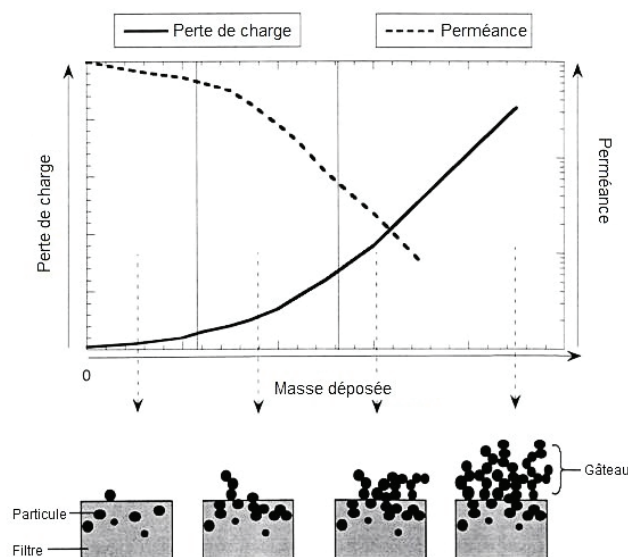 Perte de charge
Perméance
Perte de charge
Perméance
0
Masse déposée
Gâteau
Particule
Filtre